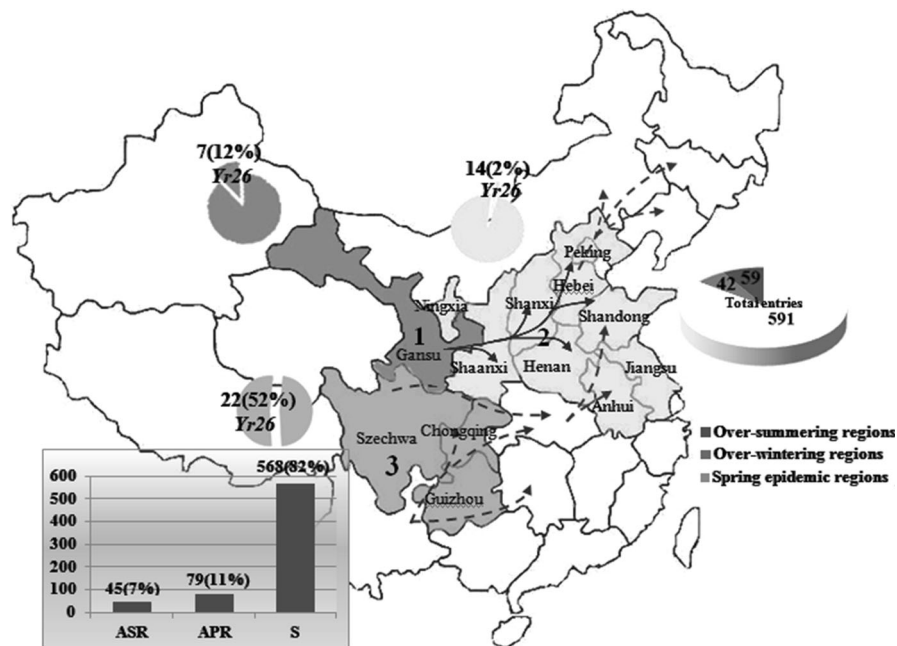 7(12%)
Yr26
14(2%)
Yr26
Peking
Hebei
42 59
Total entries
591
Ningxia
Shanxi
Shandong
1
2
Gansu
Shaanxi
Henan
Jiangsu
22(52%)
Yr26
Anhui
Chongqing
Szechwa
3
Guizhou
Over-summering regions
Over-wintering regions
Spring epidemic regions
568(82%)
600
500
400
300
200
100
0
45(7%)
79(11%)
ASR APR S